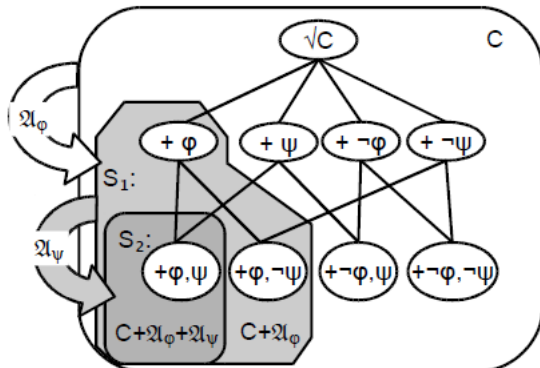 √C C
𝔄φ
+ φ + ψ + ¬φ + ¬ψ
S₁:
𝔄ψ
S₂:
+φ,ψ +φ,¬ψ +¬φ,ψ +¬φ,¬ψ
C+𝔄φ+𝔄ψ C+𝔄φ